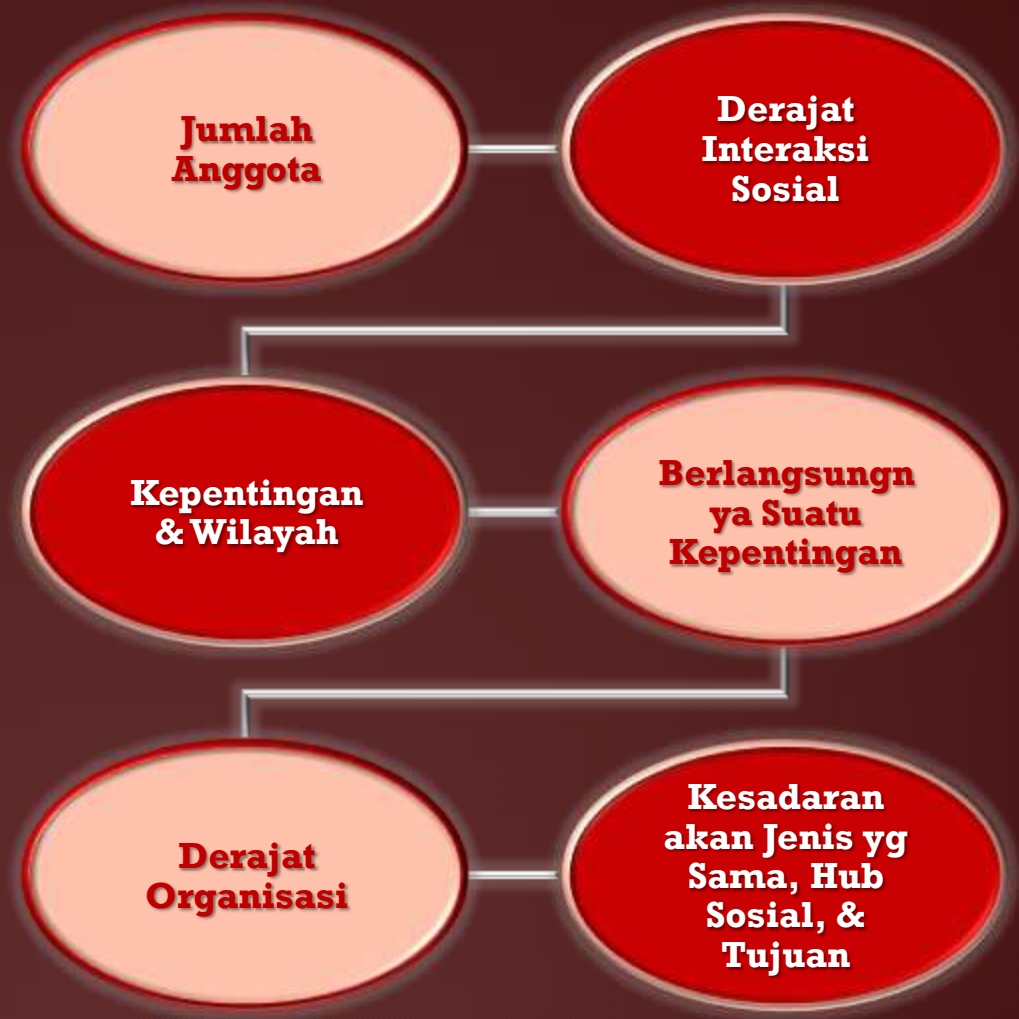 Jumlah
Anggota
Derajat
Interaksi
Sosial
Kepentingan
& Wilayah
Berlangsungn
ya Suatu
Kepentingan
Derajat
Organisasi
Kesadaran
akan Jenis yg
Sama, Hub
Sosial, &
Tujuan